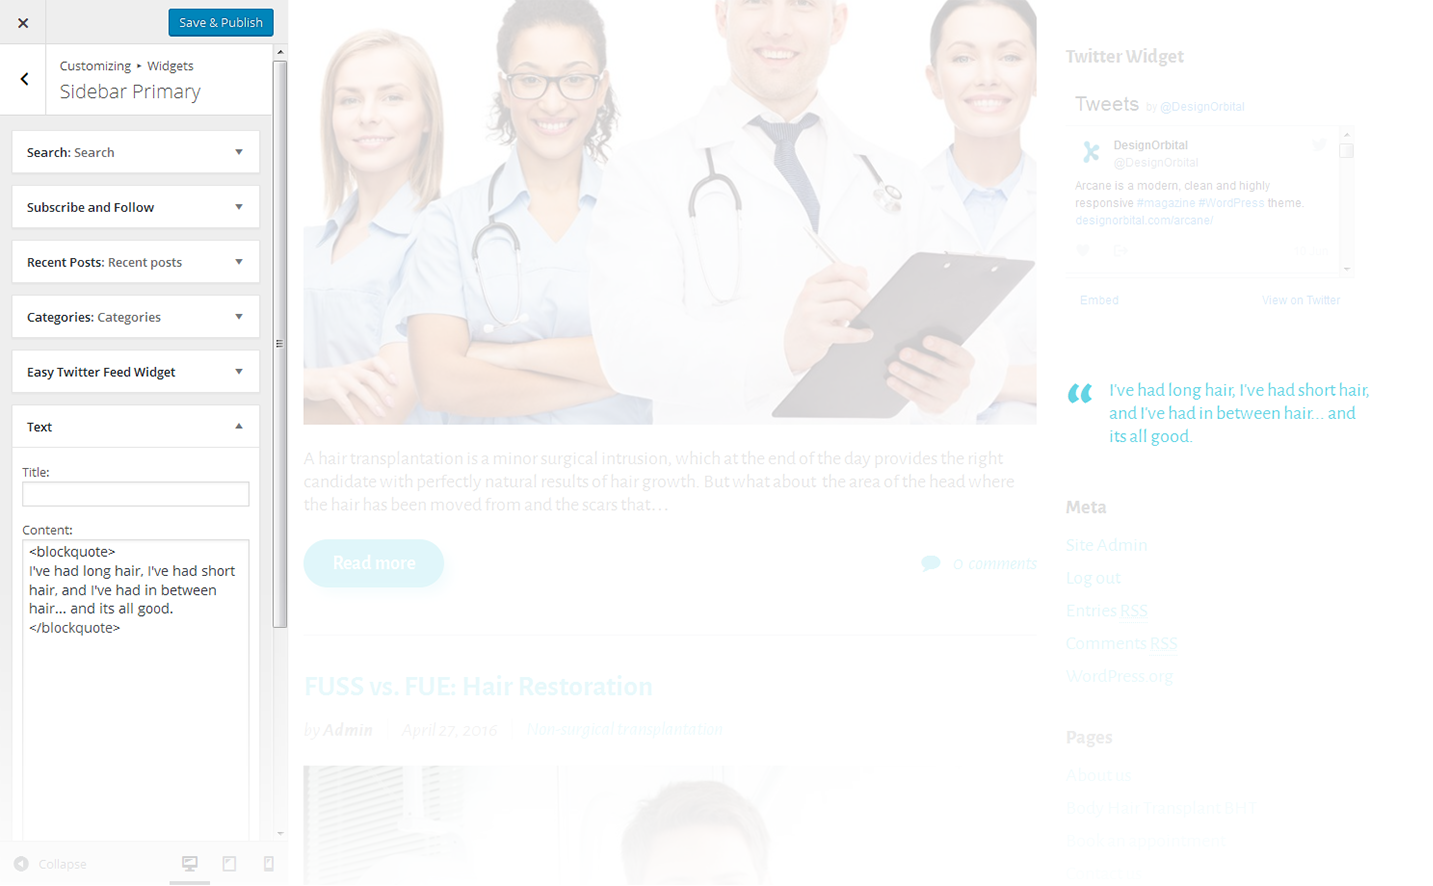 Save & Publish
Customizing ▸ Widgets
Sidebar Primary
Search: Search
Subscribe and Follow
Recent Posts: Recent posts
Categories: Categories
Easy Twitter Feed Widget
Text
Title:
Content:
<blockquote>
I've had long hair, I've had short
hair, and I've had in between
hair... and its all good.
</blockquote>
Collapse
A hair transplantation is a minor surgical intrusion, which at the end of the day provides the right
candidate with perfectly natural results of hair growth. But what about the area of the head where
the hair has been moved from and the scars that…
Read more
0 comments
FUSS vs. FUE: Hair Restoration
by Admin
April 27, 2016
Non-surgical transplantation
Twitter Widget
Tweets by @DesignOrbital
DesignOrbital
@DesignOrbital
Arcane is a modern, clean and highly
responsive #magazine #WordPress theme.
designorbital.com/arcane/
Embed
View on Twitter
“ I've had long hair, I've had short hair,
and I've had in between hair... and
its all good.
Meta
Site Admin
Log out
Entries RSS
Comments RSS
WordPress.org
Pages
About us
Body Hair Transplant BHT
Book an appointment